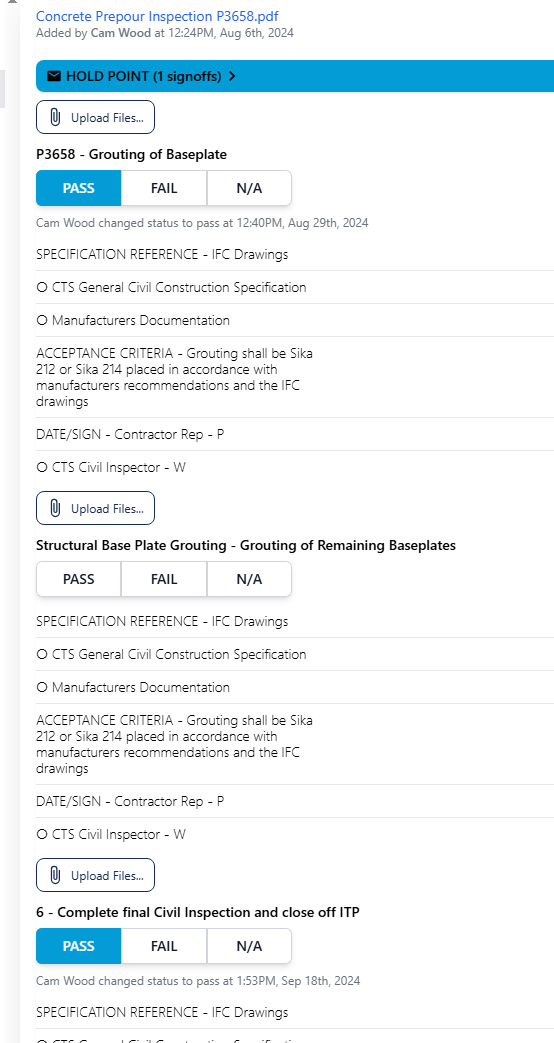 Concrete Prepour Inspection P3658.pdf
Added by Cam Wood at 12:24PM, Aug 6th, 2024
HOLD POINT (1 signoffs)
Upload Files...
P3658 - Grouting of Baseplate
PASS FAIL N/A
Cam Wood changed status to pass at 12:40PM, Aug 29th, 2024
SPECIFICATION REFERENCE - IFC Drawings
O CTS General Civil Construction Specification
O Manufacturers Documentation
ACCEPTANCE CRITERIA - Grouting shall be Sika
212 or Sika 214 placed in accordance with
manufacturers recommendations and the IFC
drawings
DATE/SIGN - Contractor Rep - P
O CTS Civil Inspector - W
Upload Files...
Structural Base Plate Grouting - Grouting of Remaining Baseplates
PASS FAIL N/A
SPECIFICATION REFERENCE - IFC Drawings
O CTS General Civil Construction Specification
O Manufacturers Documentation
ACCEPTANCE CRITERIA - Grouting shall be Sika
212 or Sika 214 placed in accordance with
manufacturers recommendations and the IFC
drawings
DATE/SIGN - Contractor Rep - P
O CTS Civil Inspector - W
Upload Files...
6 - Complete final Civil Inspection and close off ITP
PASS FAIL N/A
Cam Wood changed status to pass at 1:53PM, Sep 18th, 2024
SPECIFICATION REFERENCE - IFC Drawings